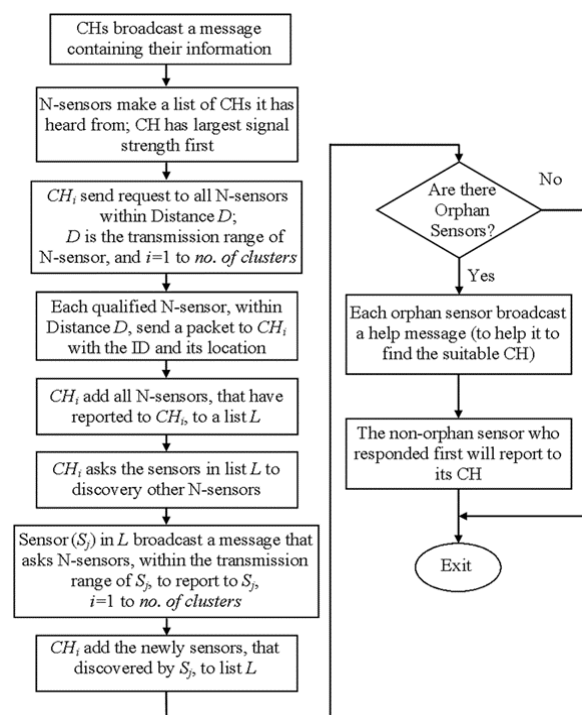 CHs broadcast a message
containing their information
N-sensors make a list of CHs it has
heard from; CH has largest signal
strength first
CHi send request to all N-sensors
within Distance D;
D is the transmission range of
N-sensor, and i=1 to no. of clusters
Each qualified N-sensor, within
Distance D, send a packet to CHi
with the ID and its location
CHi add all N-sensors, that have
reported to CHi, to a list L
CHi asks the sensors in list L to
discovery other N-sensors
Sensor (Sj) in L broadcast a message that
asks N-sensors, within the transmission
range of Sj, to report to Sj,
i=1 to no. of clusters
CHi add the newly sensors, that
discovered by Sj, to list L
Are there
Orphan
Sensors?
No
Yes
Each orphan sensor broadcast
a help message (to help it to
find the suitable CH)
The non-orphan sensor who
responded first will report to
its CH
Exit